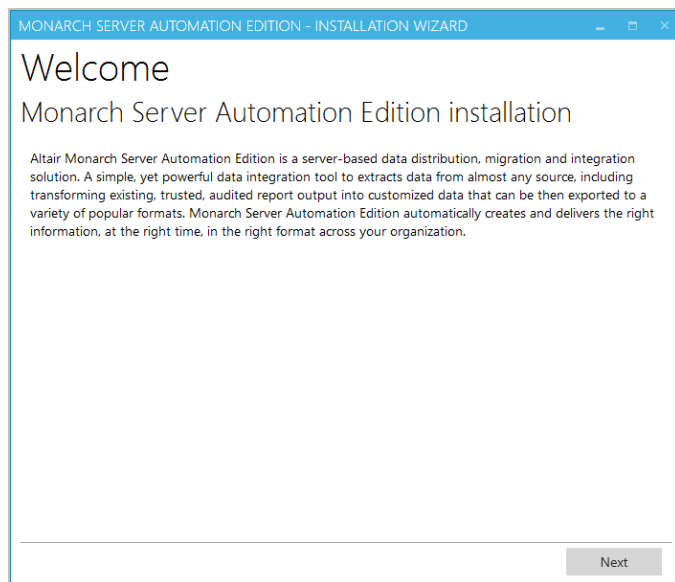 MONARCH SERVER AUTOMATION EDITION - INSTALLATION WIZARD
Welcome
Monarch Server Automation Edition installation
Altair Monarch Server Automation Edition is a server-based data distribution, migration and integration
solution. A simple, yet powerful data integration tool to extracts data from almost any source, including
transforming existing, trusted, audited report output into customized data that can be then exported to a
variety of popular formats. Monarch Server Automation Edition automatically creates and delivers the right
information, at the right time, in the right format across your organization.
Next